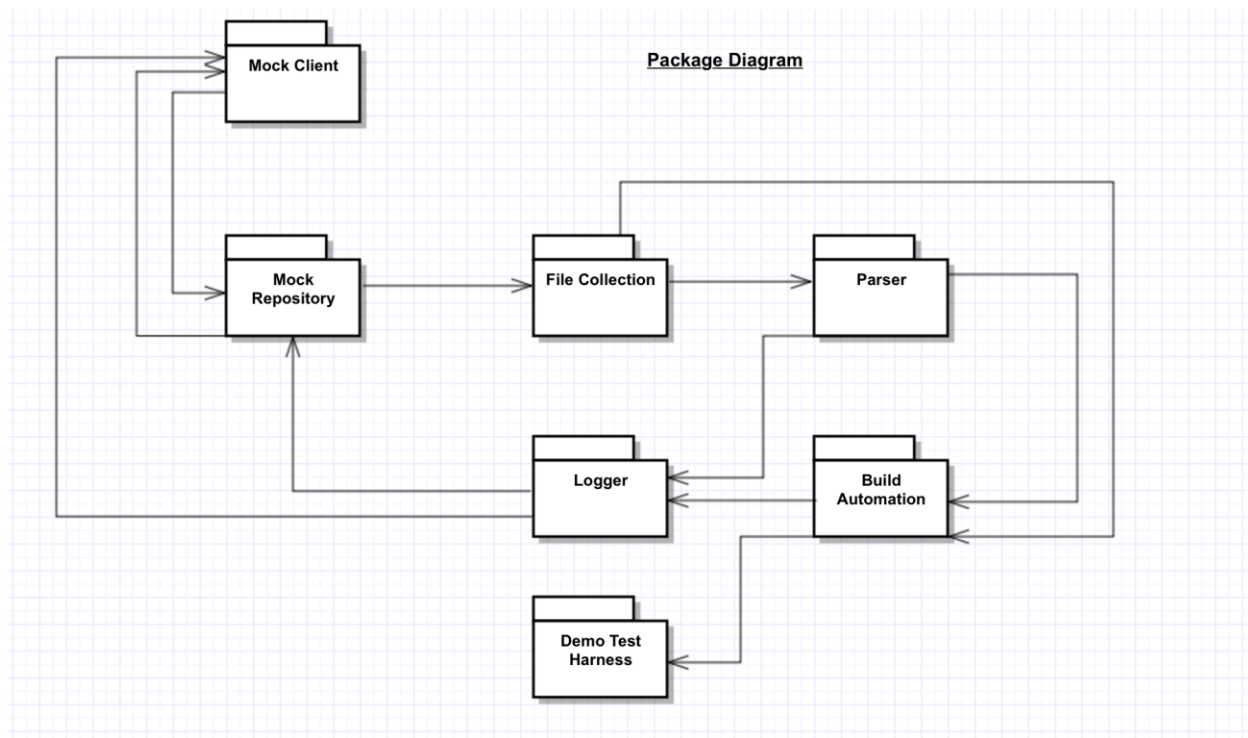 Package Diagram
Mock Client
Mock
Repository
File Collection
Parser
Logger
Build
Automation
Demo Test
Harness